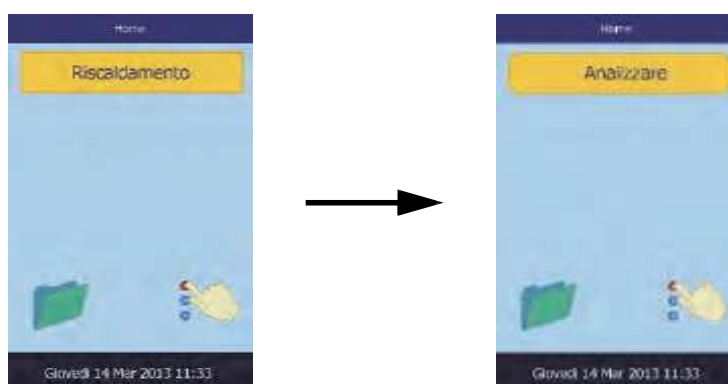 Home
Riscaldamento
Giovedì 14 Mar 2013 11:33
Home
Analizzare
Giovedì 14 Mar 2013 11:33